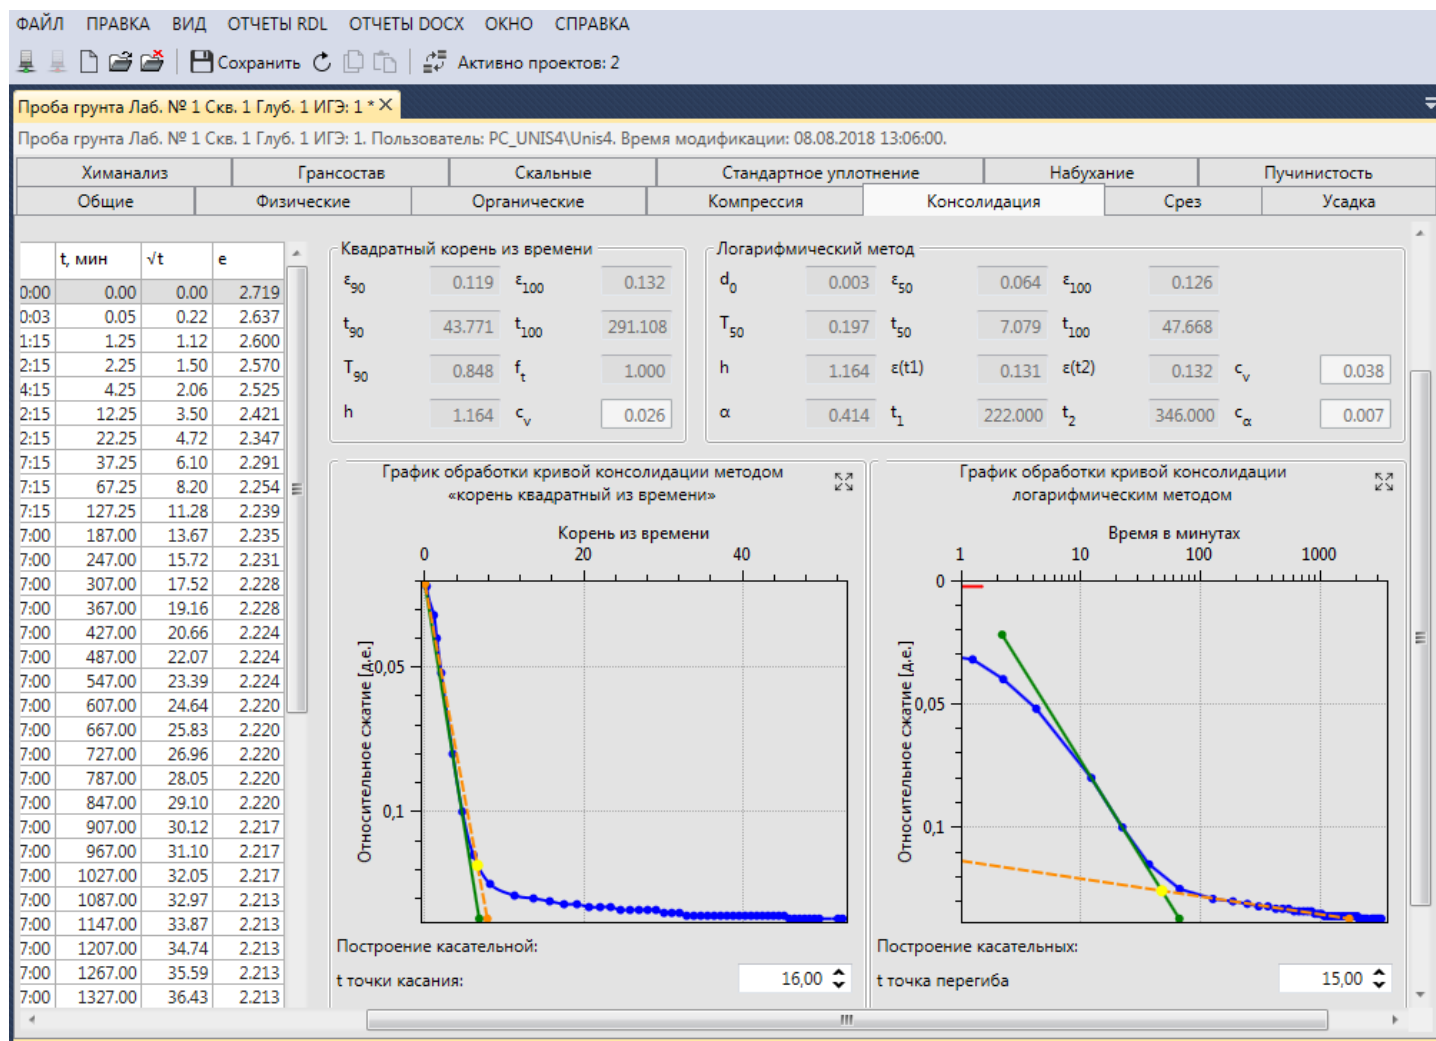 ФАЙЛ ПРАВКА ВИД ОТЧЕТЫ RDL ОТЧЕТЫ DOCX ОКНО СПРАВКА
Сохранить Активно проектов: 2
Проба грунта Лаб. № 1 Скв. 1 Глуб. 1 ИГЭ: 1 * ✕
Проба грунта Лаб. № 1 Скв. 1 Глуб. 1 ИГЭ: 1. Пользователь: PC_UNIS4\Unis4. Время модификации: 08.08.2018 13:06:00.
Химанализ Грансостав Скальные Стандартное уплотнение Набухание Пучинистость
Общие Физические Органические Компрессия Консолидация Срез Усадка
t, мин √t e
0:00 0.00 0.00 2.719
0:03 0.05 0.22 2.637
1:15 1.25 1.12 2.600
2:15 2.25 1.50 2.570
4:15 4.25 2.06 2.525
2:15 12.25 3.50 2.421
2:15 22.25 4.72 2.347
7:15 37.25 6.10 2.291
7:15 67.25 8.20 2.254
7:15 127.25 11.28 2.239
7:00 187.00 13.67 2.235
7:00 247.00 15.72 2.231
7:00 307.00 17.52 2.228
7:00 367.00 19.16 2.228
7:00 427.00 20.66 2.224
7:00 487.00 22.07 2.224
7:00 547.00 23.39 2.224
7:00 607.00 24.64 2.220
7:00 667.00 25.83 2.220
7:00 727.00 26.96 2.220
7:00 787.00 28.05 2.220
7:00 847.00 29.10 2.220
7:00 907.00 30.12 2.217
7:00 967.00 31.10 2.217
7:00 1027.00 32.05 2.217
7:00 1087.00 32.97 2.213
7:00 1147.00 33.87 2.213
7:00 1207.00 34.74 2.213
7:00 1267.00 35.59 2.213
7:00 1327.00 36.43 2.213
Квадратный корень из времени
ε90 0.119 ε100 0.132
t90 43.771 t100 291.108
T90 0.848 ft 1.000
h 1.164 cv 0.026
Логарифмический метод
d0 0.003 ε50 0.064 ε100 0.126
T50 0.197 t50 7.079 t100 47.668
h 1.164 ε(t1) 0.131 ε(t2) 0.132 cv 0.038
α 0.414 t1 222.000 t2 346.000 cα 0.007
График обработки кривой консолидации методом
«корень квадратный из времени»
Корень из времени
0 20 40
Относительное сжатие [д.е.]
0,05
0,1
Построение касательной:
t точки касания: 16,00
График обработки кривой консолидации
логарифмическим методом
Время в минутах
1 10 100 1000
Относительное сжатие [д.е.]
0
0,05
0,1
Построение касательных:
t точка перегиба 15,00